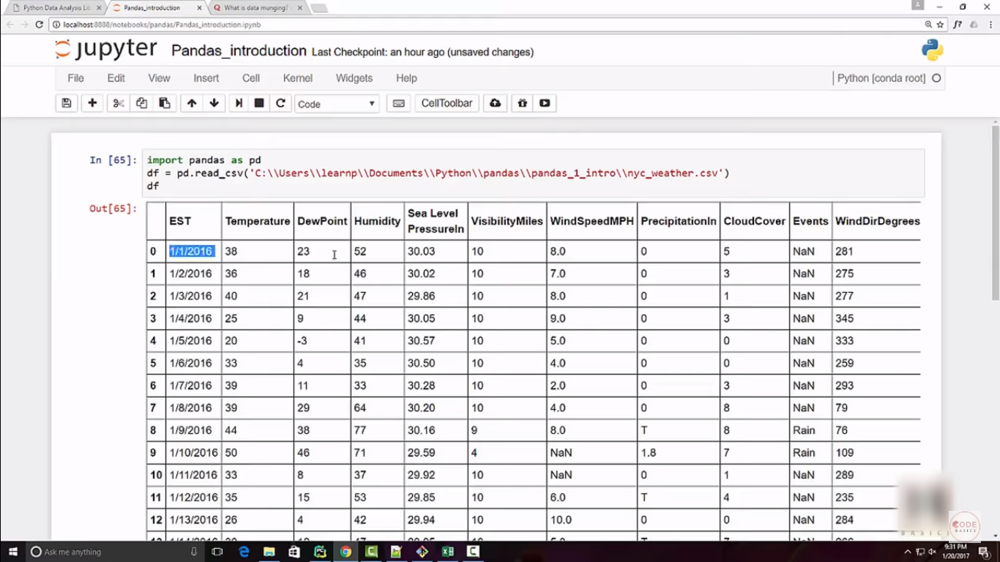 Python Data Analysis Lib
Pandas_introduction
What is data munging? -
localhost:8888/notebooks/pandas/Pandas_introduction.ipynb
f?
jupyter Pandas_introduction Last Checkpoint: an hour ago (unsaved changes)
File Edit View Insert Cell Kernel Widgets Help Python [conda root]
Code CellToolbar
In [65]: import pandas as pd
df = pd.read_csv('C:\\Users\\learnp\\Documents\\Python\\pandas\\pandas_1_intro\\nyc_weather.csv')
df
Out[65]:
EST Temperature DewPoint Humidity Sea Level PressureIn VisibilityMiles WindSpeedMPH PrecipitationIn CloudCover Events WindDirDegrees
0 1/1/2016 38 23 52 30.03 10 8.0 0 5 NaN 281
1 1/2/2016 36 18 46 30.02 10 7.0 0 3 NaN 275
2 1/3/2016 40 21 47 29.86 10 8.0 0 1 NaN 277
3 1/4/2016 25 9 44 30.05 10 9.0 0 3 NaN 345
4 1/5/2016 20 -3 41 30.57 10 5.0 0 0 NaN 333
5 1/6/2016 33 4 35 30.50 10 4.0 0 0 NaN 259
6 1/7/2016 39 11 33 30.28 10 2.0 0 3 NaN 293
7 1/8/2016 39 29 64 30.20 10 4.0 0 8 NaN 79
8 1/9/2016 44 38 77 30.16 9 8.0 T 8 Rain 76
9 1/10/2016 50 46 71 29.59 4 NaN 1.8 7 Rain 109
10 1/11/2016 33 8 37 29.92 10 NaN 0 1 NaN 289
11 1/12/2016 35 15 53 29.85 10 6.0 T 4 NaN 235
12 1/13/2016 26 4 42 29.94 10 10.0 0 0 NaN 284
CODE
BASICS
Ask me anything
9:31 PM
1/20/2017